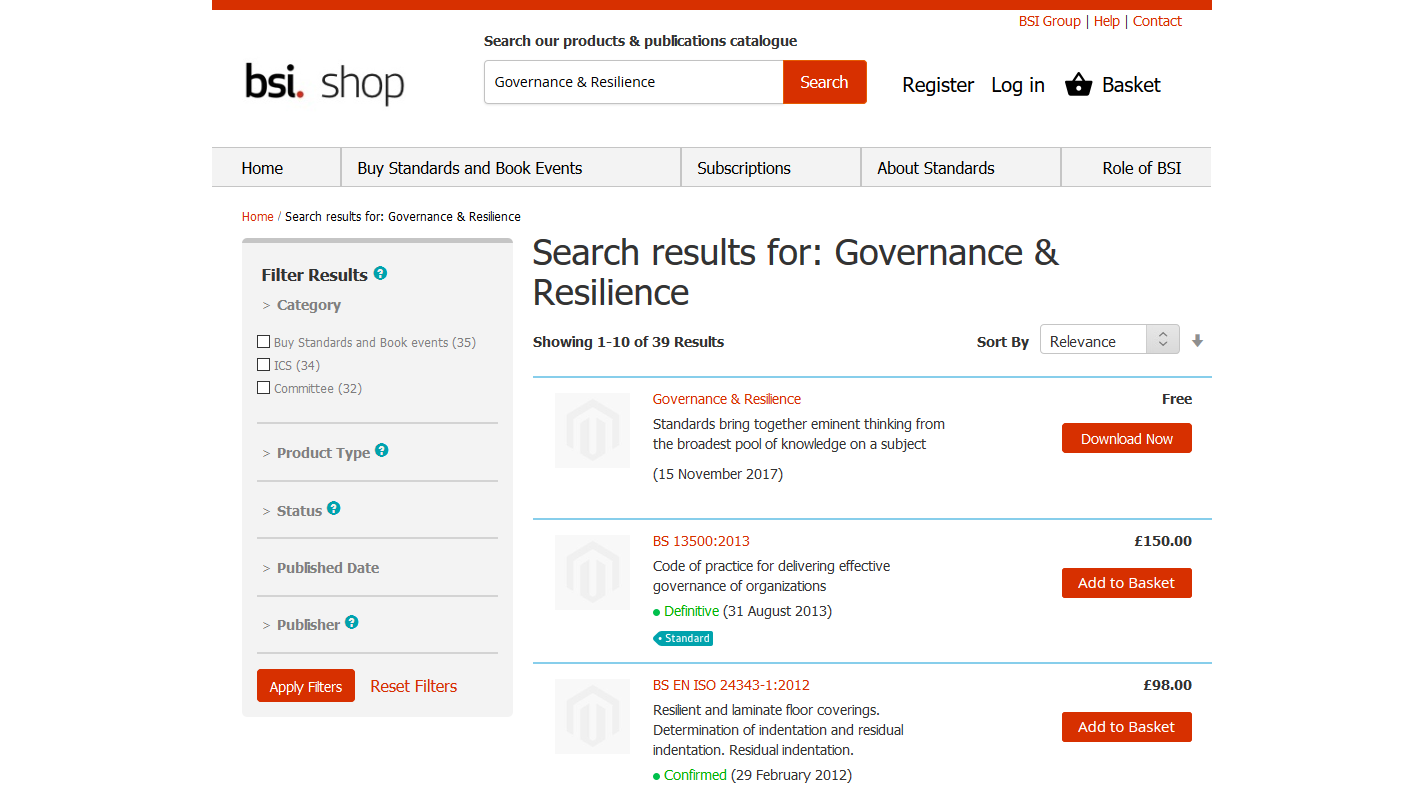 BSI Group | Help | Contact
Search our products & publications catalogue
bsi. shop
Governance & Resilience
Search
Register
Log in
Basket
Home
Buy Standards and Book Events
Subscriptions
About Standards
Role of BSI
Home / Search results for: Governance & Resilience
Filter Results ?
> Category
Buy Standards and Book events (35)
ICS (34)
Committee (32)
> Product Type ?
> Status ?
> Published Date
> Publisher ?
Apply Filters
Reset Filters
Search results for: Governance &
Resilience
Showing 1-10 of 39 Results
Sort By
Relevance
Governance & Resilience
Free
Standards bring together eminent thinking from
the broadest pool of knowledge on a subject
Download Now
(15 November 2017)
BS 13500:2013
£150.00
Code of practice for delivering effective
governance of organizations
Add to Basket
Definitive (31 August 2013)
Standard
BS EN ISO 24343-1:2012
£98.00
Resilient and laminate floor coverings.
Determination of indentation and residual
indentation. Residual indentation.
Add to Basket
Confirmed (29 February 2012)